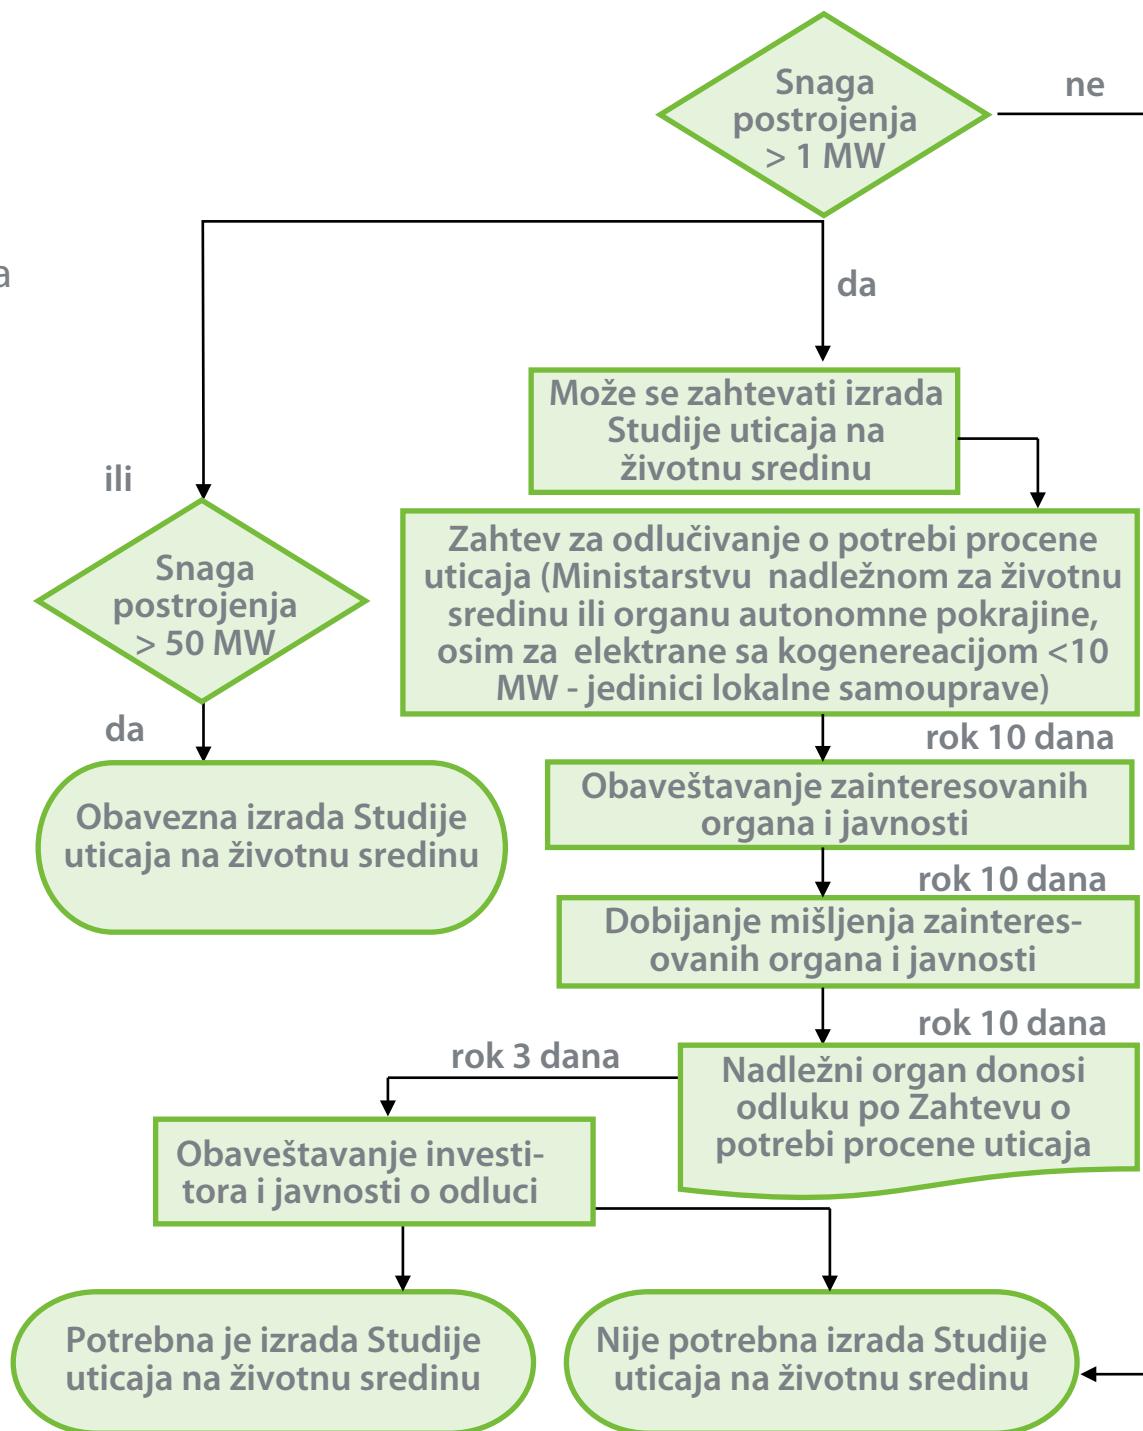 Snaga
postrojenja
> 1 MW
ne
a
da
Može se zahtevati izrada
Studije uticaja na
životnu sredinu
ili
Snaga
postrojenja
> 50 MW
Zahtev za odlučivanje o potrebi procene
uticaja (Ministarstvu nadležnom za životnu
sredinu ili organu autonomne pokrajine,
osim za elektrane sa kogenereacijom <10
MW - jedinici lokalne samouprave)
da
rok 10 dana
Obavezna izrada Studije
uticaja na životnu sredinu
Obaveštavanje zainteresovanih
organa i javnosti
rok 10 dana
Dobijanje mišljenja zainteres-
ovanih organa i javnosti
rok 10 dana
rok 3 dana
Nadležni organ donosi
odluku po Zahtevu o
potrebi procene uticaja
Obaveštavanje investi-
tora i javnosti o odluci
Potrebna je izrada Studije
uticaja na životnu sredinu
Nije potrebna izrada Studije
uticaja na životnu sredinu